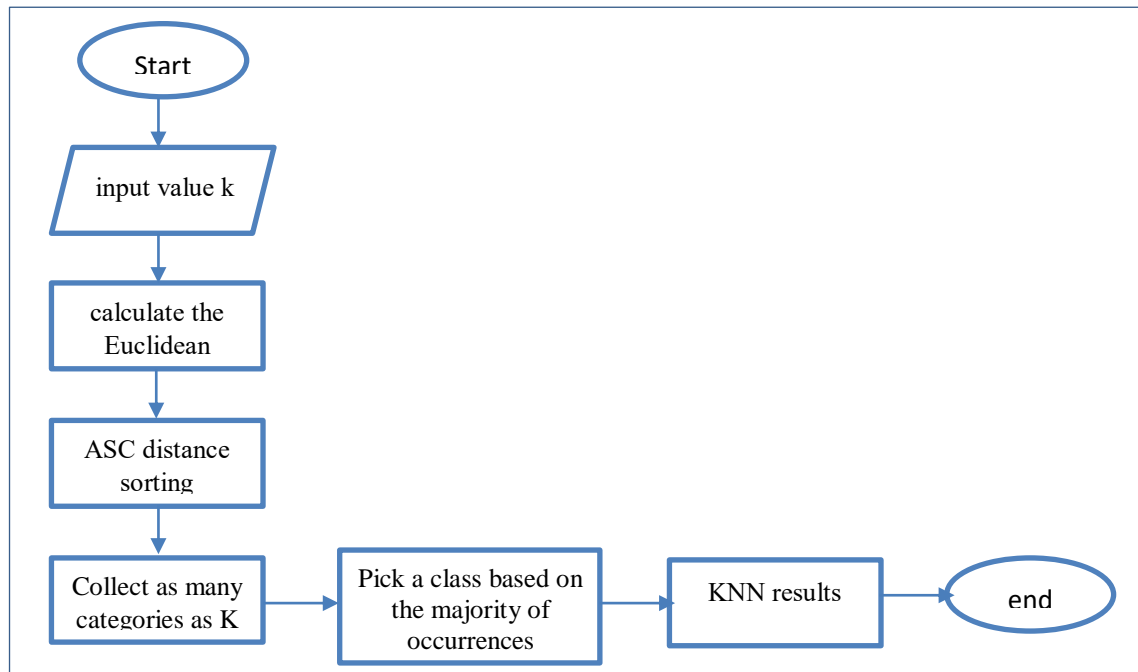 Start
input value k
calculate the
Euclidean
ASC distance
sorting
Collect as many
categories as K
Pick a class based on
the majority of
occurrences
KNN results
end